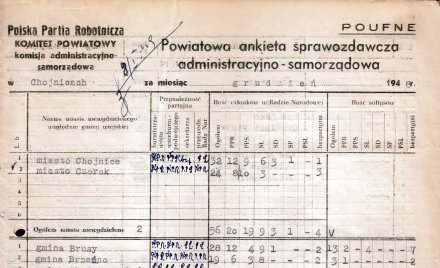 POUFNE
Polska Partia Robotnicza
KOMITET POWIATOWY
komisja administracyjno-
samorządowa
w Chojnicach
Powiatowa ankieta sprawozdawcza
administracyjno-samorządowa
za miesiąc grudzień 1948 r.
Nazwa miasta niewydzielonego
względnie gminy wiejskiej
Przynależność
partyjna
Ilość członków w Radzie Narodowej
Ilość sołtysów
Ogółem PPR PPS SL SD SP PSL bezpartyjni
Ogółem PPR PPS SL SD SP PSL bezpartyjni
1 miasto Chojnice 32 12 9 6 3 1 - 1
2 miasto Czersk 24 8 10 3 - - - 3
Ogółem miasta niewydzielone 2 56 20 19 9 3 1 - 4 V
1 gmina Brusy 28 12 4 9 1 - - 2 13 2 - 4 - - - 7
2 gmina Brzeźno 19 6 3 8 - - - 2